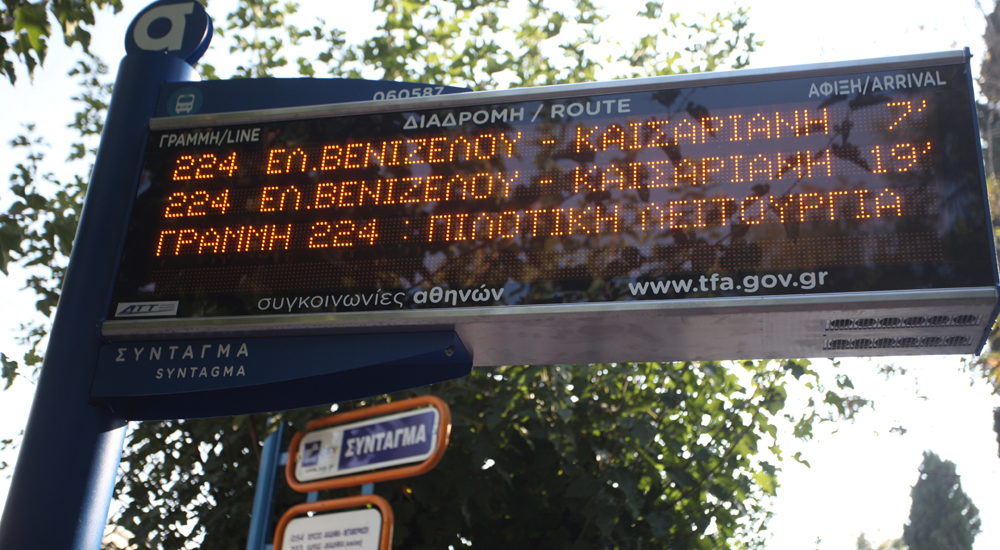 α
060587
ΓΡΑΜΜΗ/LINE ΔΙΑΔΡΟΜΗ / ROUTE ΑΦΙΞΗ/ARRIVAL
224 ΕΛ.ΒΕΝΙΖΕΛΟΥ - ΚΑΙΣΑΡΙΑΝΗ 7'
224 ΕΛ.ΒΕΝΙΖΕΛΟΥ - ΚΑΙΣΑΡΙΑΝΗ 19'
ΓΡΑΜΜΗ 224 : ΠΙΛΟΤΙΚΗ ΛΕΙΤΟΥΡΓΙΑ
συγκοινωνίες αθηνών www.tfa.gov.gr
ΣΥΝΤΑΓΜΑ
SYNTAGMA
ΣΥΝΤΑΓΜΑ